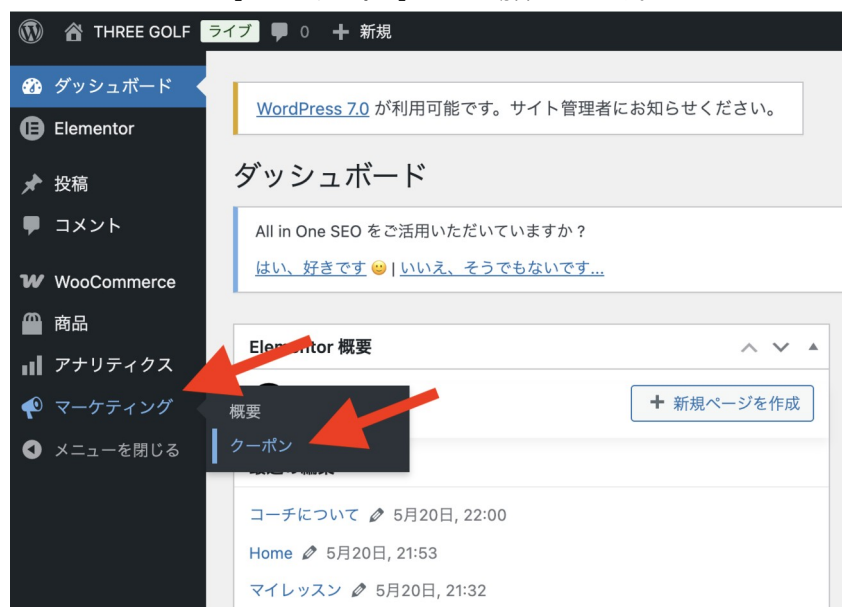 THREE GOLF ライブ 0 + 新規
ダッシュボード
Elementor
投稿
コメント
WooCommerce
商品
アナリティクス
マーケティング
メニューを閉じる
概要
クーポン
WordPress 7.0 が利用可能です。サイト管理者にお知らせください。
ダッシュボード
All in One SEO をご活用いただいていますか ?
はい、好きです 🙂 | いいえ、そうでもないです...
Elementor 概要
+ 新規ページを作成
コーチについて 5月20日, 22:00
Home 5月20日, 21:53
マイレッスン 5月20日, 21:32